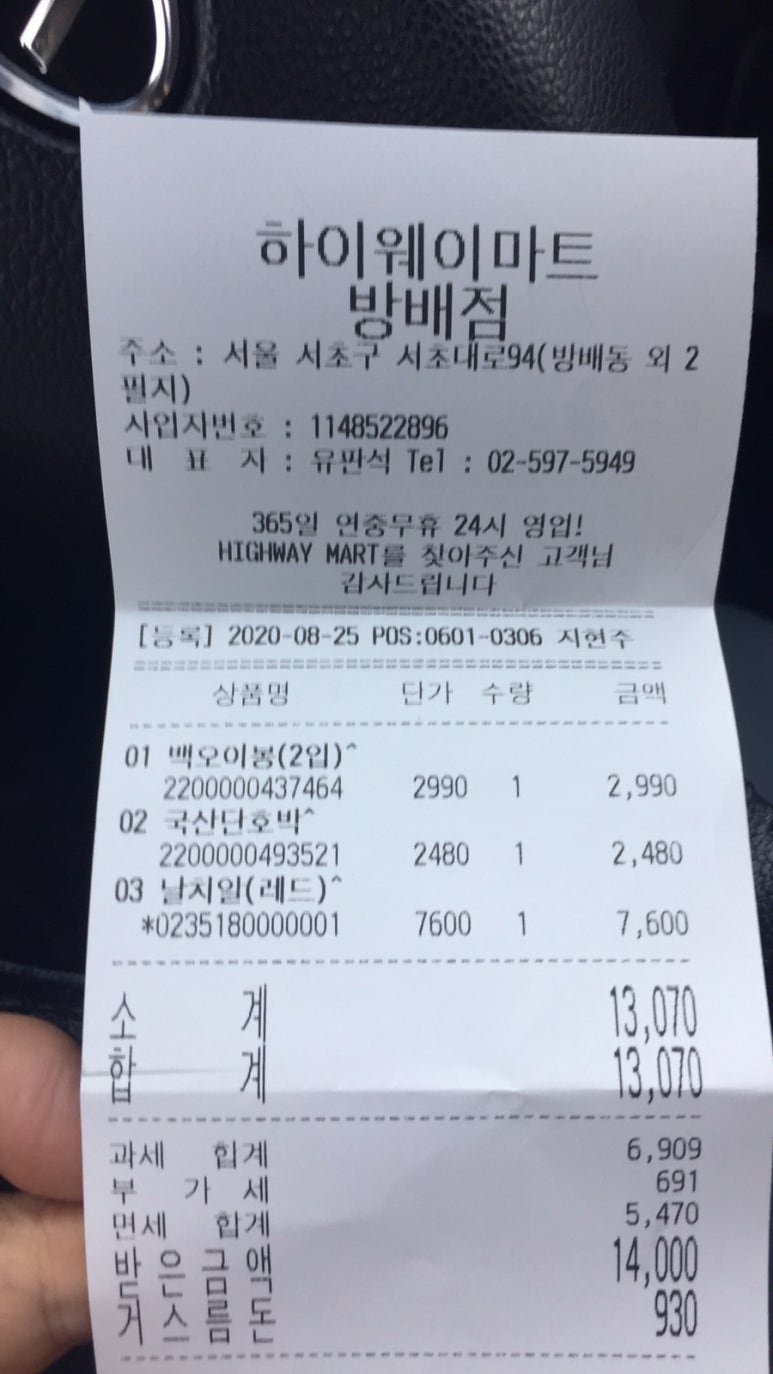 하이웨이마트
방배점
주소 : 서울 서초구 서초대로94(방배동 외 2
필지)
사업자번호 : 1148522896
대 표 자 : 유만석 Tel : 02-597-5949
365일 연중무휴 24시 영업!
HIGHWAY MART를 찾아주신 고객님
감사드립니다
[등록] 2020-08-25 POS:0601-0306 지현주
상품명 단가 수량 금액
01 백오이봉(2입)^
2200000437464 2990 1 2,990
02 국산단호박^
2200000493521 2480 1 2,480
03 날치알(레드)^
*0235180000001 7600 1 7,600
소 계 13,070
합 계 13,070
과세 합계 6,909
부 가 세 691
면세 합계 5,470
받은금액 14,000
거스름돈 930